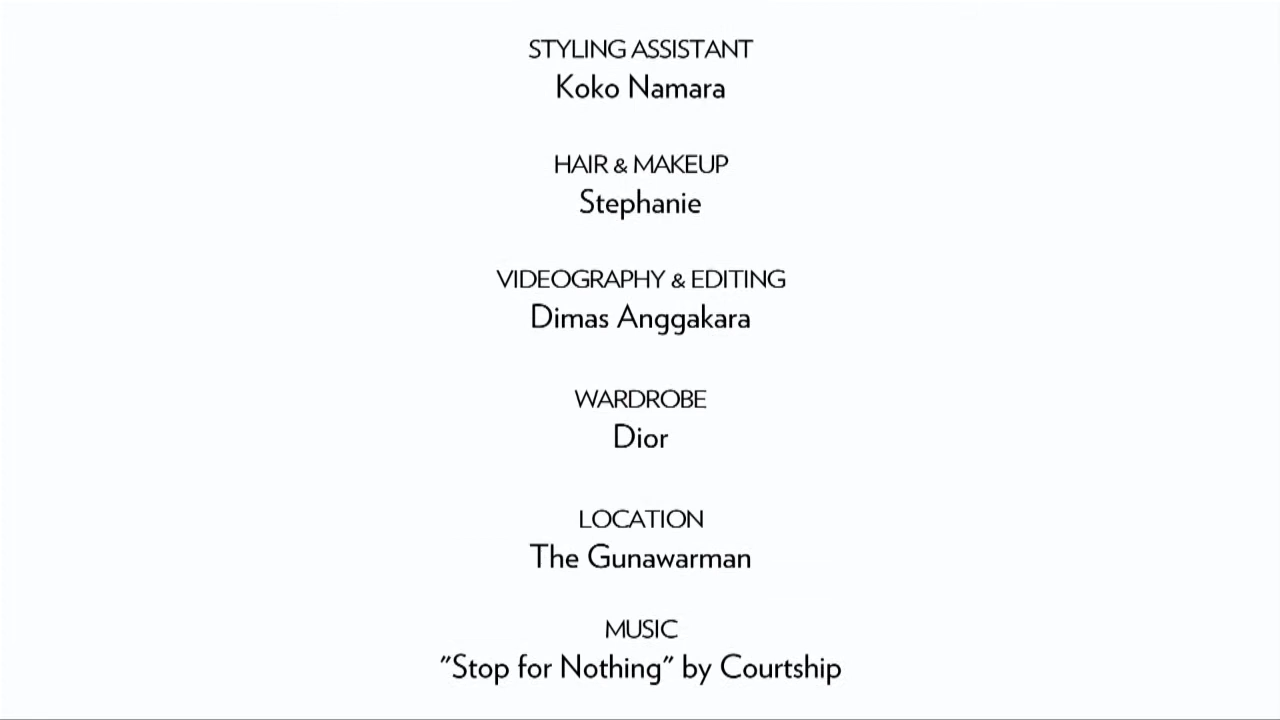 STYLING ASSISTANT
Koko Namara
HAIR & MAKEUP
Stephanie
VIDEOGRAPHY & EDITING
Dimas Anggakara
WARDROBE
Dior
LOCATION
The Gunawarman
MUSIC
"Stop for Nothing" by Courtship